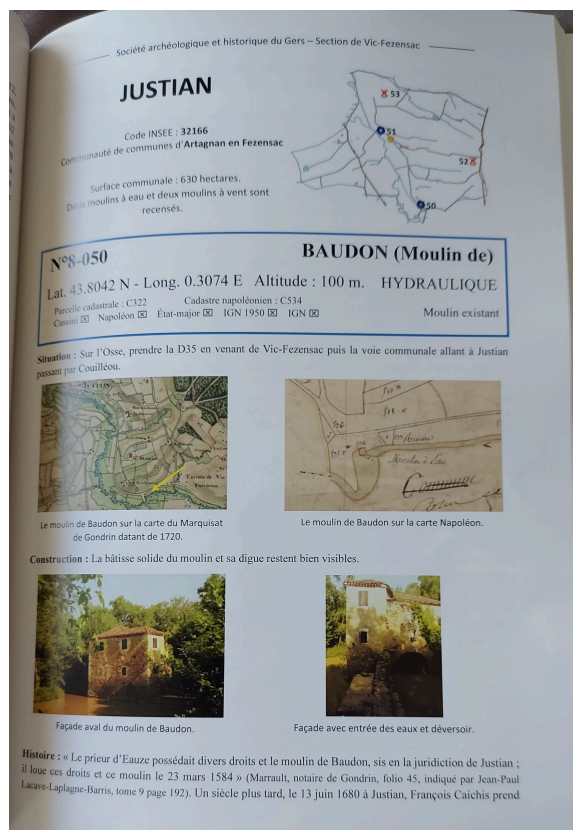 Société archéologique et historique du Gers – Section de Vic-Fezensac
JUSTIAN
Code INSEE : 32166
Communauté de communes d'Artagnan en Fezensac
Surface communale : 630 hectares.
Deux moulins à eau et deux moulins à vent sont
recensés.
53
51
52
50
N°8-050
BAUDON (Moulin de)
Lat. 43.8042 N - Long. 0.3074 E Altitude : 100 m. HYDRAULIQUE
Parcelle cadastrale : C322 Cadastre napoléonien : C534
Cassini ☒ Napoléon ☒ État-major ☒ IGN 1950 ☒ IGN ☒ Moulin existant
Situation : Sur l'Osse, prendre la D35 en venant de Vic-Fezensac puis la voie communale allant à Justian
passant par Couilléou.
Moulin à Eau
Commune
Le moulin de Baudon sur la carte du Marquisat
de Gondrin datant de 1720.
Le moulin de Baudon sur la carte Napoléon.
Construction : La bâtisse solide du moulin et sa digue restent bien visibles.
Façade aval du moulin de Baudon.
Façade avec entrée des eaux et déversoir.
Histoire : « Le prieur d'Eauze possédait divers droits et le moulin de Baudon, sis en la juridiction de Justian ;
il loue ces droits et ce moulin le 23 mars 1584 » (Marrault, notaire de Gondrin, folio 45, indiqué par Jean-Paul
Lacave-Laplagne-Barris, tome 9 page 192). Un siècle plus tard, le 13 juin 1680 à Justian, François Caichis prend